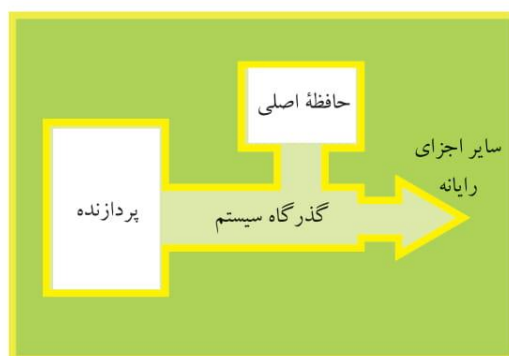 حافظهٔ اصلی
سایر اجزای
رایانه
پردازنده
گذرگاه سیستم